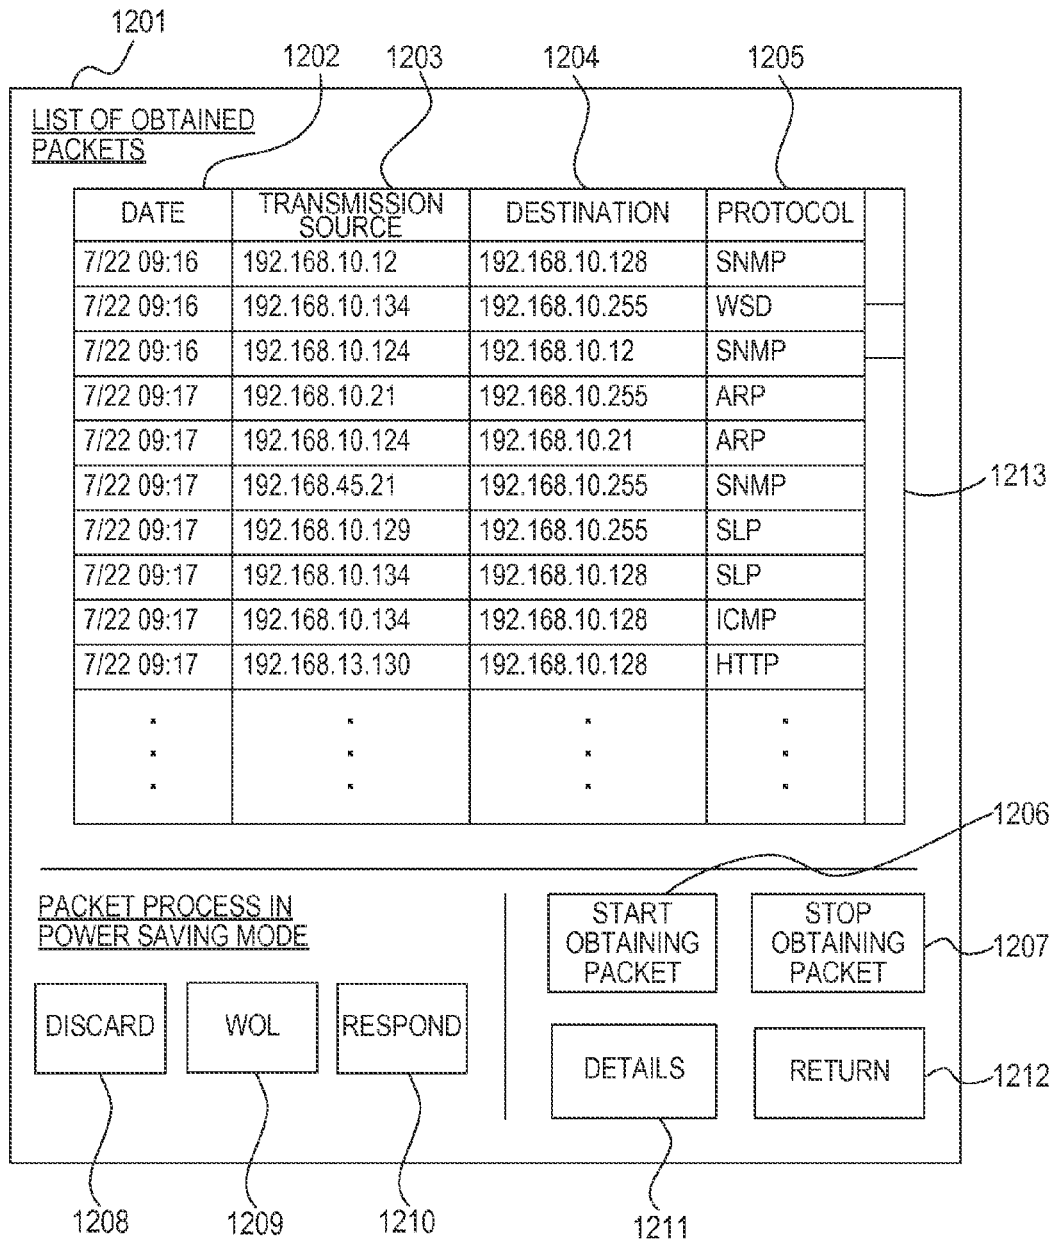 1201
1202 1203 1204 1205
LIST OF OBTAINED
PACKETS
DATE TRANSMISSION SOURCE DESTINATION PROTOCOL
7/22 09:16 192.168.10.12 192.168.10.128 SNMP
7/22 09:16 192.168.10.134 192.168.10.255 WSD
7/22 09:16 192.168.10.124 192.168.10.12 SNMP
7/22 09:17 192.168.10.21 192.168.10.255 ARP
7/22 09:17 192.168.10.124 192.168.10.21 ARP
7/22 09:17 192.168.45.21 192.168.10.255 SNMP
1213
7/22 09:17 192.168.10.129 192.168.10.255 SLP
7/22 09:17 192.168.10.134 192.168.10.128 SLP
7/22 09:17 192.168.10.134 192.168.10.128 ICMP
7/22 09:17 192.168.13.130 192.168.10.128 HTTP
1206
PACKET PROCESS IN
POWER SAVING MODE
START
OBTAINING
PACKET
STOP
OBTAINING
PACKET
1207
DISCARD WOL RESPOND
DETAILS RETURN
1212
1208 1209 1210 1211